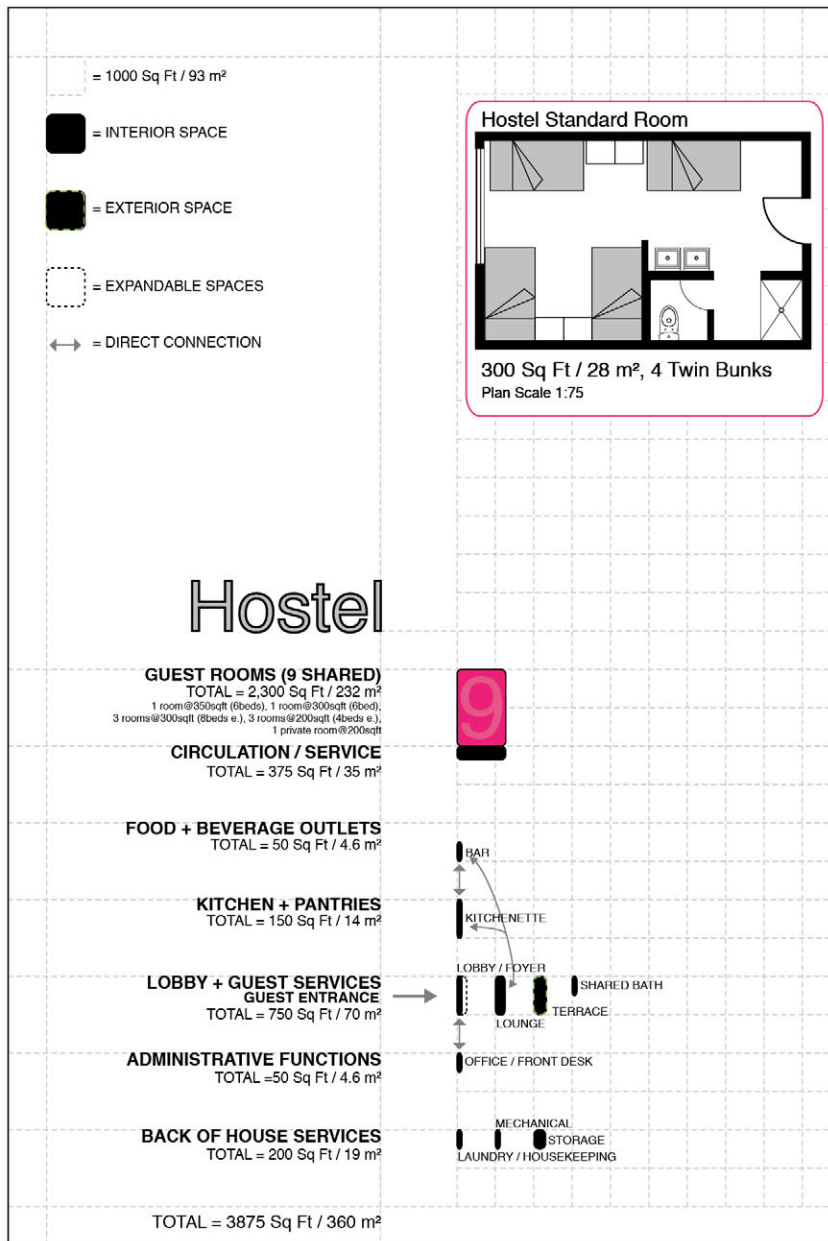 = 1000 Sq Ft / 93 m²
= INTERIOR SPACE
= EXTERIOR SPACE
= EXPANDABLE SPACES
= DIRECT CONNECTION
Hostel Standard Room
300 Sq Ft / 28 m², 4 Twin Bunks
Plan Scale 1:75
Hostel
GUEST ROOMS (9 SHARED)
TOTAL = 2,300 Sq Ft / 232 m²
1 room@350sqft (6beds), 1 room@300sqft (6bed),
3 rooms@300sqft (8beds e.), 3 rooms@200sqft (4beds e.),
1 private room@200sqft
9
CIRCULATION / SERVICE
TOTAL = 375 Sq Ft / 35 m²
FOOD + BEVERAGE OUTLETS
TOTAL = 50 Sq Ft / 4.6 m²
BAR
KITCHEN + PANTRIES
TOTAL = 150 Sq Ft / 14 m²
KITCHENETTE
LOBBY + GUEST SERVICES
GUEST ENTRANCE
TOTAL = 750 Sq Ft / 70 m²
LOBBY / FOYER
LOUNGE
TERRACE
SHARED BATH
ADMINISTRATIVE FUNCTIONS
TOTAL =50 Sq Ft / 4.6 m²
OFFICE / FRONT DESK
BACK OF HOUSE SERVICES
TOTAL = 200 Sq Ft / 19 m²
MECHANICAL
STORAGE
LAUNDRY / HOUSEKEEPING
TOTAL = 3875 Sq Ft / 360 m²